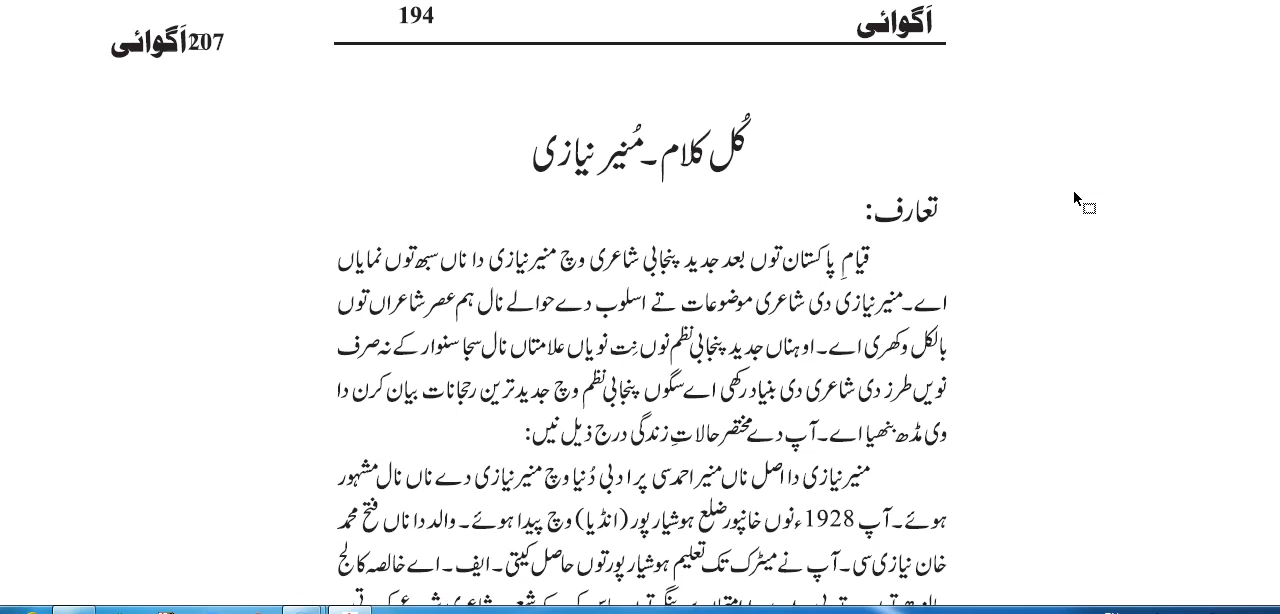 اَگوائی
194
207اَگوائی
کُل کلام۔مُنیر نیازی
تعارف:
قیامِ پاکستان توں بعد جدید پنجابی شاعری وچ منیر نیازی دا ناں سبھ توں نمایاں
اے۔منیر نیازی دی شاعری موضوعات تے اسلوب دے حوالے نال ہم عصر شاعراں توں
بالکل وکھری اے۔اوہناں جدید پنجابی نظم نوں نِت نویاں علامتاں نال سجا سنوار کے نہ صرف
نویں طرز دی شاعری دی بنیاد رکھی اے سگوں پنجابی نظم وچ جدید ترین رجحانات بیان کرن دا
وی مڈھ بنھیا اے۔آپ دے مختصر حالاتِ زندگی درج ذیل نیں:
منیر نیازی دا اصل ناں منیر احمد سی پر ادبی دُنیا وچ منیر نیازی دے ناں نال مشہور
ہوئے۔آپ 1928ء نوں خانپور ضلع ہوشیار پور (انڈیا) وچ پیدا ہوئے۔والد دا ناں فتح محمد
خان نیازی سی۔آپ نے میٹرک تک تعلیم ہوشیار پور توں حاصل کیتی۔ایف۔اے خالصہ کالج